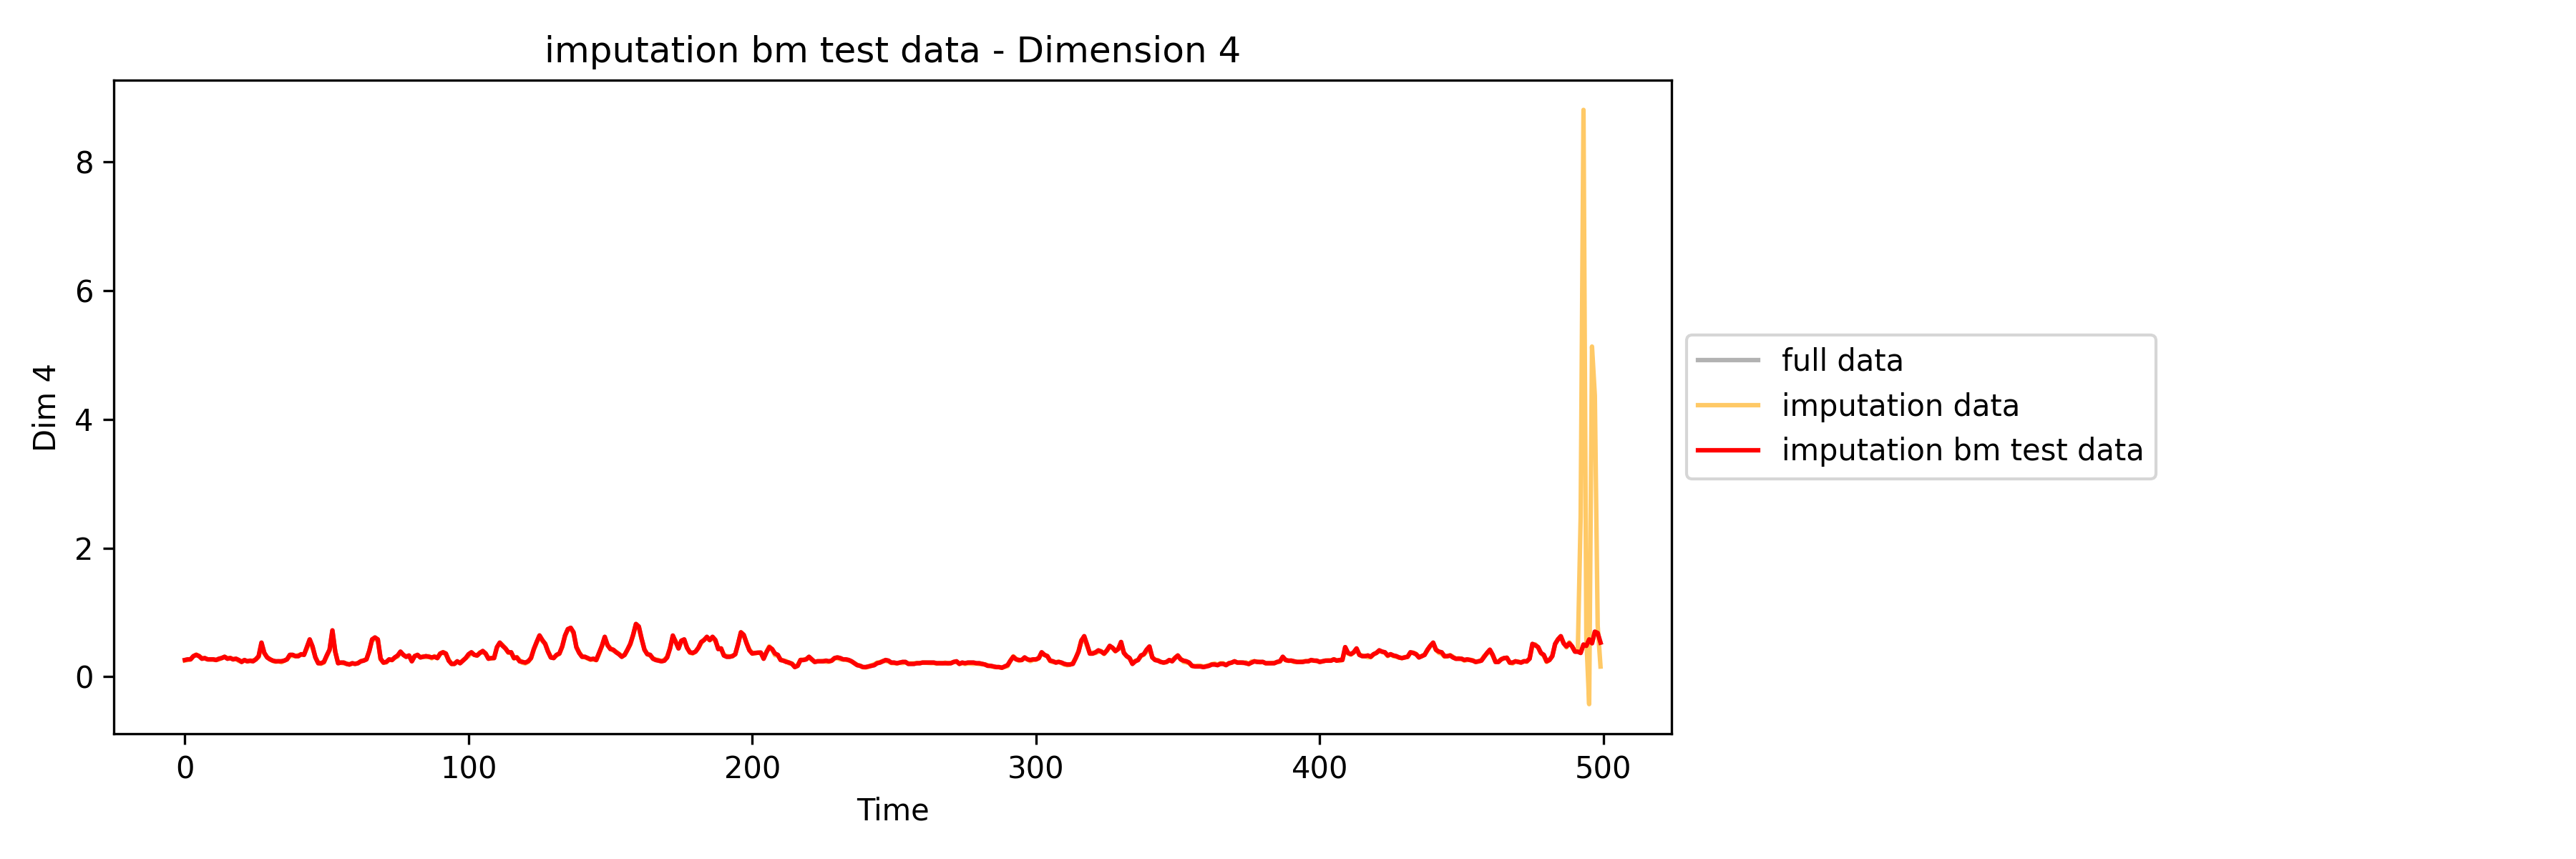 imputation bm test data - Dimension 4
8
6
4
2
0
Dim 4
0 100 200 300 400 500
Time
full data
imputation data
imputation bm test data